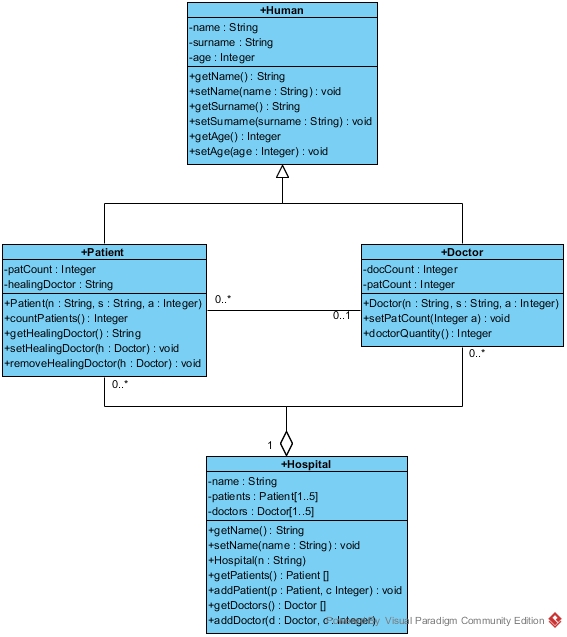 +Human
-name : String
-surname : String
-age : Integer
+getName() : String
+setName(name : String) : void
+getSurname() : String
+setSurname(surname : String) : void
+getAge() : Integer
+setAge(age : Integer) : void
+Patient
-patCount : Integer
-healingDoctor : String
+Patient(n : String, s : String, a : Integer)
+countPatients() : Integer
+getHealingDoctor() : String
+setHealingDoctor(h : Doctor) : void
+removeHealingDoctor(h : Doctor) : void
0..*
0..1
+Doctor
-docCount : Integer
-patCount : Integer
+Doctor(n : String, s : String, a : Integer)
+setPatCount(Integer a) : void
+doctorQuantity() : Integer
0..*
0..*
1
+Hospital
-name : String
-patients : Patient[1..5]
-doctors : Doctor[1..5]
+getName() : String
+setName(name : String) : void
+Hospital(n : String)
+getPatients() : Patient []
+addPatient(p : Patient, c Integer) : void
+getDoctors() : Doctor []
+addDoctor(d : Doctor, c Integer)
Powered By Visual Paradigm Community Edition